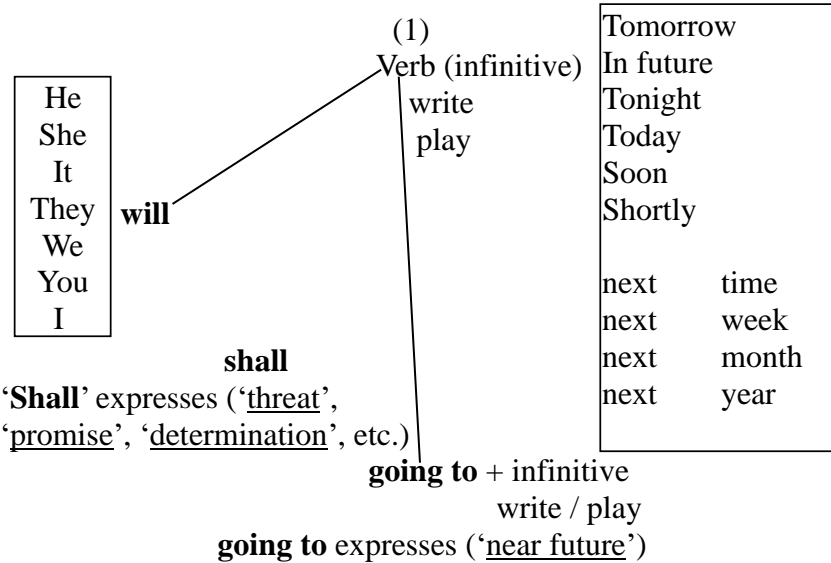 (1)
Verb (infinitive)
write
play
He
She
It
They
We
You
I
will
Tomorrow
In future
Tonight
Today
Soon
Shortly
next time
next week
next month
next year
shall
‘Shall’ expresses (‘threat’,
‘promise’, ‘determination’, etc.)
going to + infinitive
write / play
going to expresses (‘near future’)